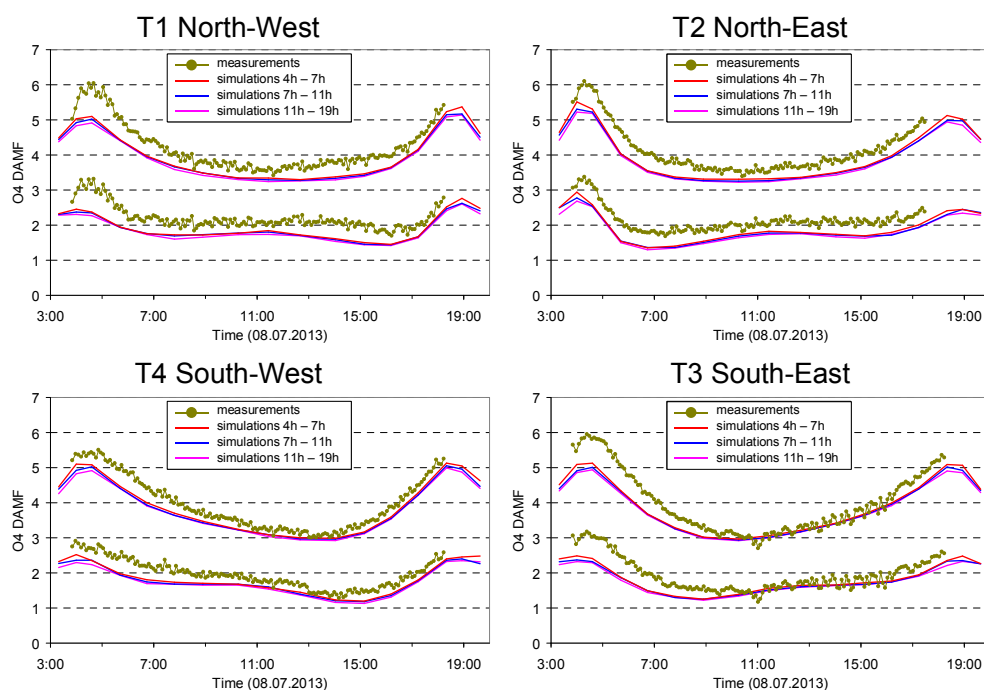 T1 North-West
7
6
5
4
3
2
1
0
O4 DAMF
measurements
simulations 4h – 7h
simulations 7h – 11h
simulations 11h – 19h
3:00 7:00 11:00 15:00 19:00
Time (08.07.2013)
T2 North-East
7
6
5
4
3
2
1
0
O4 DAMF
measurements
simulations 4h – 7h
simulations 7h – 11h
simulations 11h – 19h
3:00 7:00 11:00 15:00 19:00
Time (08.07.2013)
T4 South-West
7
6
5
4
3
2
1
0
O4 DAMF
measurements
simulations 4h – 7h
simulations 7h – 11h
simulations 11h – 19h
3:00 7:00 11:00 15:00 19:00
Time (08.07.2013)
T3 South-East
7
6
5
4
3
2
1
0
O4 DAMF
measurements
simulations 4h – 7h
simulations 7h – 11h
simulations 11h – 19h
3:00 7:00 11:00 15:00 19:00
Time (08.07.2013)